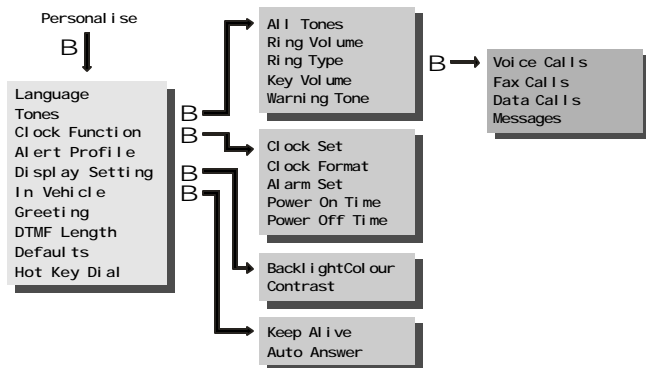 Personalise
B
Language
Tones
Clock Function
Alert Profile
Display Setting
In Vehicle
Greeting
DTMF Length
Defaults
Hot Key Dial
B
B
B
B
All Tones
Ring Volume
Ring Type
Key Volume
Warning Tone
B
Voice Calls
Fax Calls
Data Calls
Messages
Clock Set
Clock Format
Alarm Set
Power On Time
Power Off Time
BacklightColour
Contrast
Keep Alive
Auto Answer